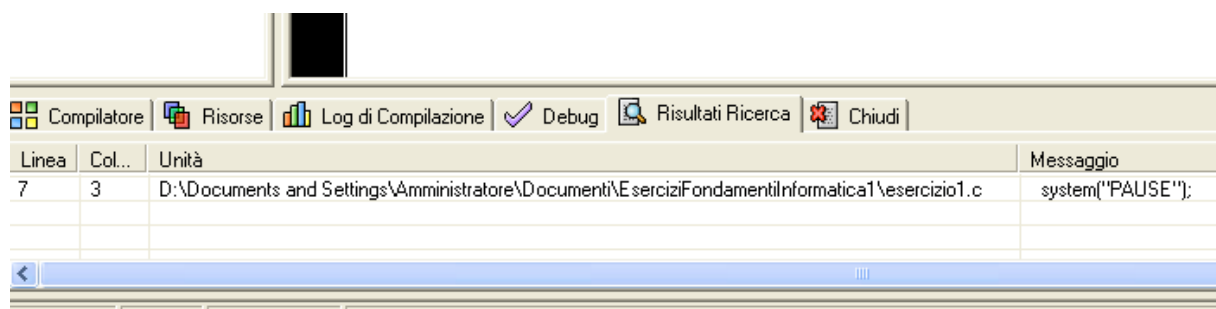 Compilatore Risorse Log di Compilazione Debug Risultati Ricerca Chiudi
Linea Col... Unità Messaggio
7 3 D:\Documents and Settings\Amministratore\Documenti\EserciziFondamentiInformatica1\esercizio1.c system("PAUSE");